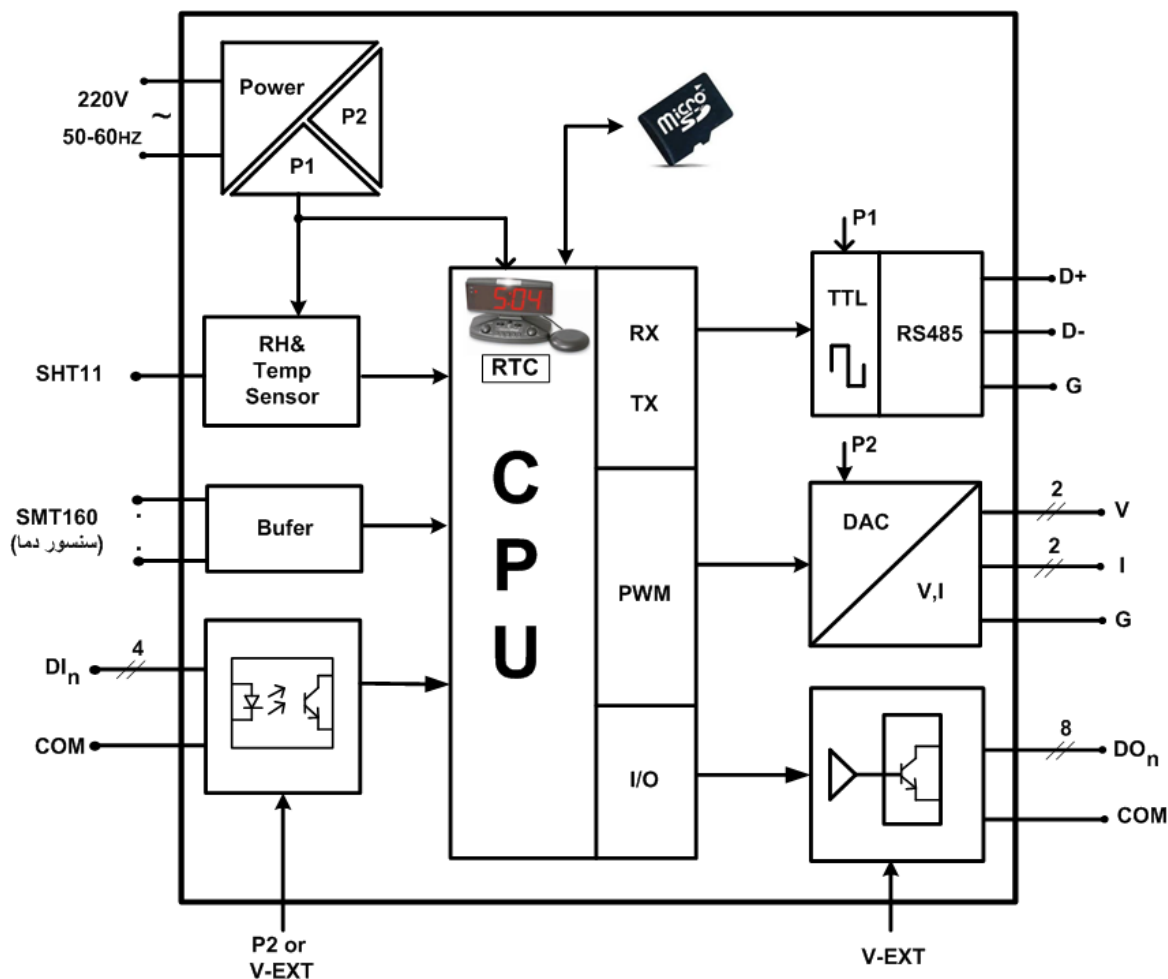 Power
P2
P1
220V
~
50-60HZ
Micro
SD
P1
TTL
RS485
D+
D-
G
5:04
RTC
RX
TX
RH&
Temp
Sensor
SHT11
C
P
U
P2
DAC
V,I
2
V
2
I
G
SMT160
(سنسور دما)
Bufer
PWM
DIn
4
COM
I/O
8
DOn
COM
P2 or
V-EXT
V-EXT